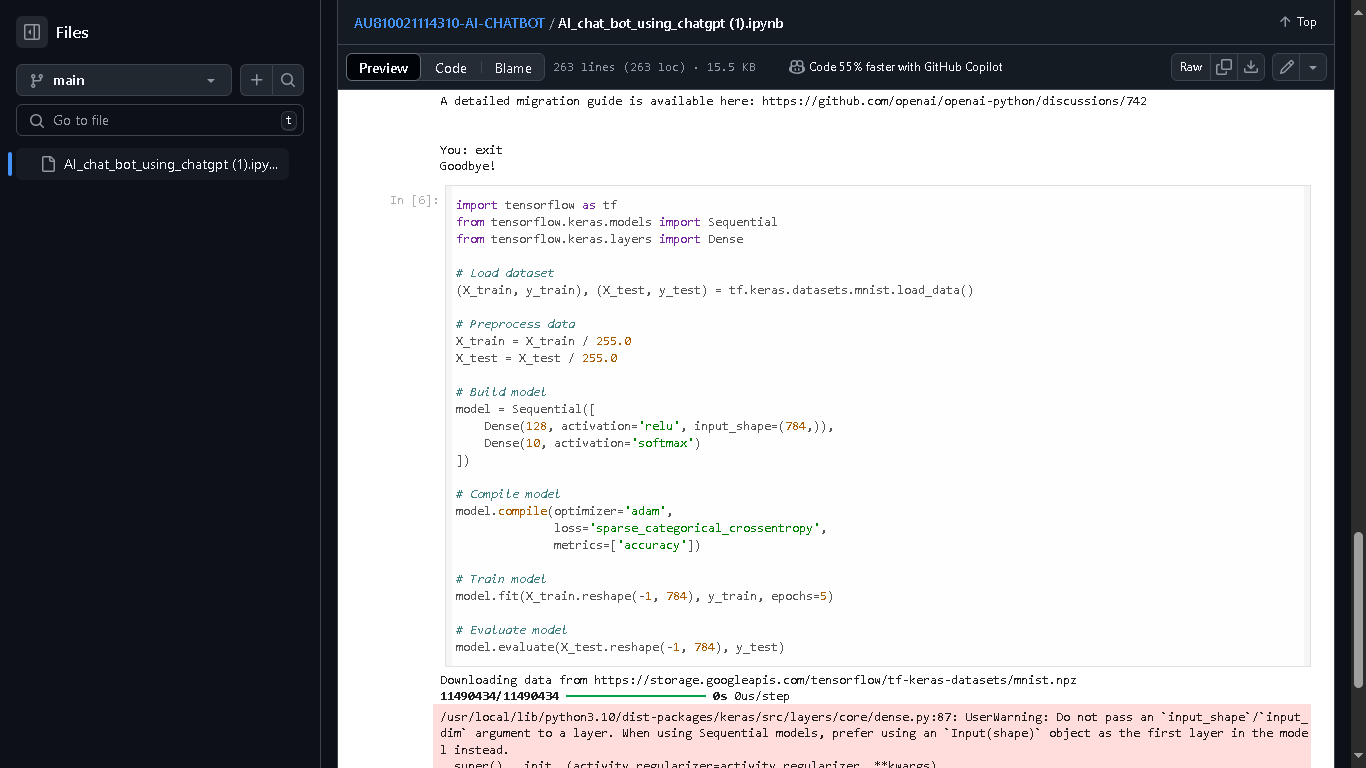 Files
main
Go to file
t
AI_chat_bot_using_chatgpt (1).ipy...
AU810021114310-AI-CHATBOT / AI_chat_bot_using_chatgpt (1).ipynb
Top
Preview Code Blame 263 lines (263 loc) · 15.5 KB Code 55% faster with GitHub Copilot Raw
A detailed migration guide is available here: https://github.com/openai/openai-python/discussions/742
You: exit
Goodbye!
In [6]:
import tensorflow as tf
from tensorflow.keras.models import Sequential
from tensorflow.keras.layers import Dense
# Load dataset
(X_train, y_train), (X_test, y_test) = tf.keras.datasets.mnist.load_data()
# Preprocess data
X_train = X_train / 255.0
X_test = X_test / 255.0
# Build model
model = Sequential([
    Dense(128, activation='relu', input_shape=(784,)),
    Dense(10, activation='softmax')
])
# Compile model
model.compile(optimizer='adam',
              loss='sparse_categorical_crossentropy',
              metrics=['accuracy'])
# Train model
model.fit(X_train.reshape(-1, 784), y_train, epochs=5)
# Evaluate model
model.evaluate(X_test.reshape(-1, 784), y_test)
Downloading data from https://storage.googleapis.com/tensorflow/tf-keras-datasets/mnist.npz
11490434/11490434 0s 0us/step
/usr/local/lib/python3.10/dist-packages/keras/src/layers/core/dense.py:87: UserWarning: Do not pass an `input_shape`/`input_
dim` argument to a layer. When using Sequential models, prefer using an `Input(shape)` object as the first layer in the mode
l instead.
super().__init__(activity_regularizer=activity_regularizer, **kwargs)